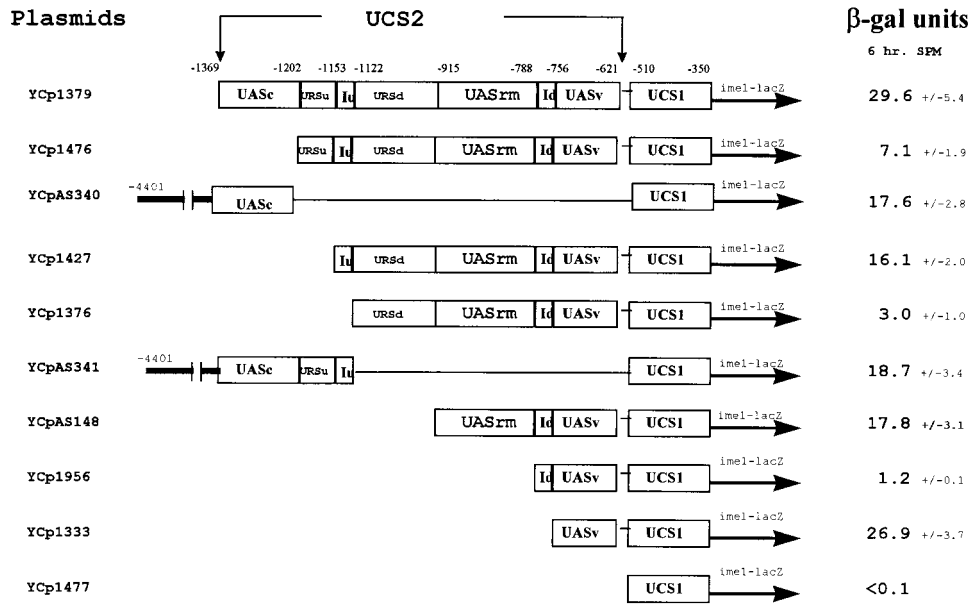 Plasmids UCS2 β-gal units
6 hr. SPM
-1369 -1202 -1153 -1122 -915 -788 -756 -621 -510 -350
YCp1379 UASc URSu Iu URSd UASrm Id UASv UCS1 ime1-lacZ 29.6 +/-5.4
YCp1476 URSu Iu URSd UASrm Id UASv UCS1 ime1-lacZ 7.1 +/-1.9
YCpAS340 -4401 UASc UCS1 ime1-lacZ 17.6 +/-2.8
YCp1427 Iu URSd UASrm Id UASv UCS1 ime1-lacZ 16.1 +/-2.0
YCp1376 URSd UASrm Id UASv UCS1 ime1-lacZ 3.0 +/-1.0
YCpAS341 -4401 UASc URSu Iu UCS1 ime1-lacZ 18.7 +/-3.4
YCpAS148 UASrm Id UASv UCS1 ime1-lacZ 17.8 +/-3.1
YCp1956 Id UASv UCS1 ime1-lacZ 1.2 +/-0.1
YCp1333 UASv UCS1 ime1-lacZ 26.9 +/-3.7
YCp1477 UCS1 ime1-lacZ <0.1